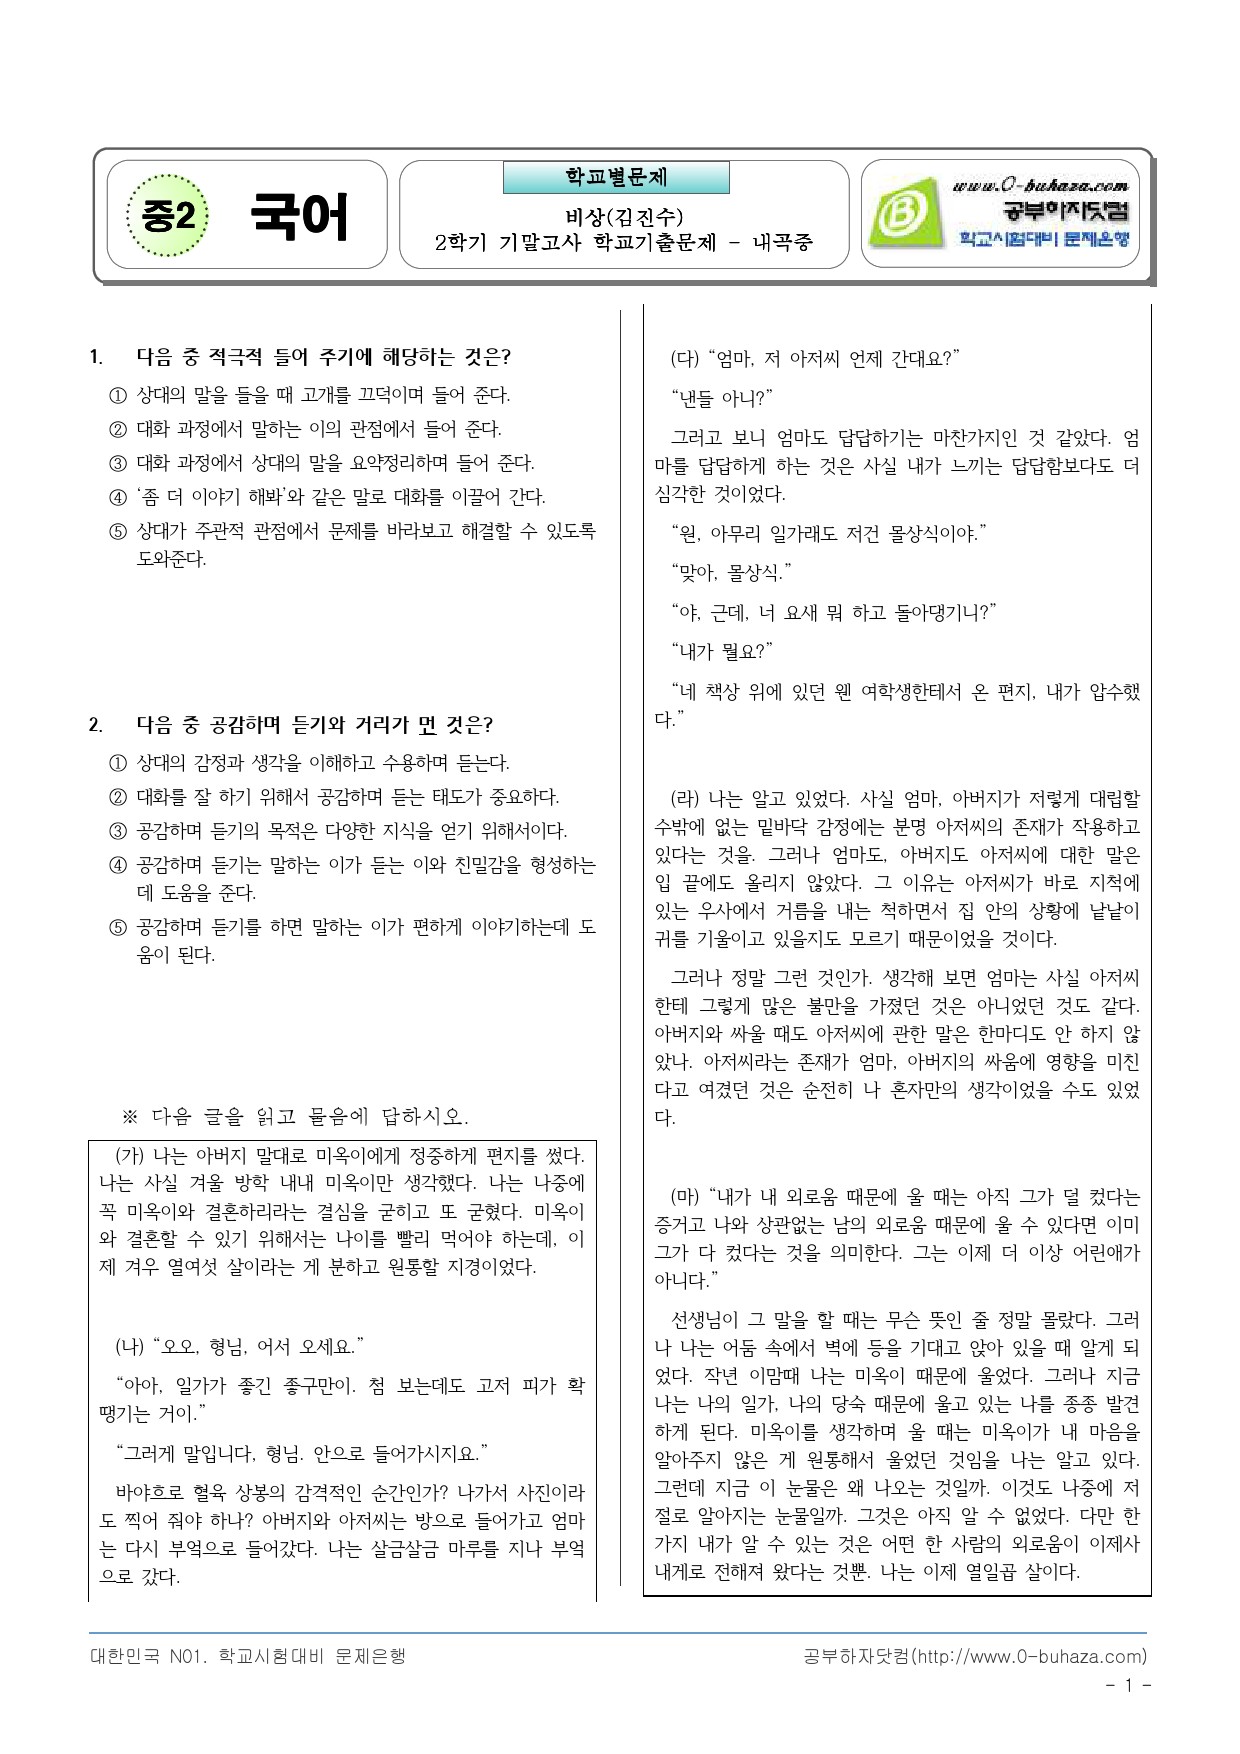 중2
국어
학교별문제
비상(김진수)
2학기 기말고사 학교기출문제 - 내곡중
www.0-buhaza.com
공부하자닷컴
학교시험대비 문제은행
1. 다음 중 적극적 들어 주기에 해당하는 것은?
① 상대의 말을 들을 때 고개를 끄덕이며 들어 준다.
② 대화 과정에서 말하는 이의 관점에서 들어 준다.
③ 대화 과정에서 상대의 말을 요약정리하며 들어 준다.
④ ‘좀 더 이야기 해봐’와 같은 말로 대화를 이끌어 간다.
⑤ 상대가 주관적 관점에서 문제를 바라보고 해결할 수 있도록
도와준다.
2. 다음 중 공감하며 듣기와 거리가 먼 것은?
① 상대의 감정과 생각을 이해하고 수용하며 듣는다.
② 대화를 잘 하기 위해서 공감하며 듣는 태도가 중요하다.
③ 공감하며 듣기의 목적은 다양한 지식을 얻기 위해서이다.
④ 공감하며 듣기는 말하는 이가 듣는 이와 친밀감을 형성하는
데 도움을 준다.
⑤ 공감하며 듣기를 하면 말하는 이가 편하게 이야기하는데 도
움이 된다.
※ 다음 글을 읽고 물음에 답하시오.
(가) 나는 아버지 말대로 미옥이에게 정중하게 편지를 썼다.
나는 사실 겨울 방학 내내 미옥이만 생각했다. 나는 나중에
꼭 미옥이와 결혼하리라는 결심을 굳히고 또 굳혔다. 미옥이
와 결혼할 수 있기 위해서는 나이를 빨리 먹어야 하는데, 이
제 겨우 열여섯 살이라는 게 분하고 원통할 지경이었다.
(나) “오오, 형님, 어서 오세요.”
“아아, 일가가 좋긴 좋구만이. 첨 보는데도 고저 피가 확
땡기는 거이.”
“그러게 말입니다, 형님. 안으로 들어가시지요.”
바야흐로 혈육 상봉의 감격적인 순간인가? 나가서 사진이라
도 찍어 줘야 하나? 아버지와 아저씨는 방으로 들어가고 엄마
는 다시 부엌으로 들어갔다. 나는 살금살금 마루를 지나 부엌
으로 갔다.
(다) “엄마, 저 아저씨 언제 간대요?”
“낸들 아니?”
그러고 보니 엄마도 답답하기는 마찬가지인 것 같았다. 엄
마를 답답하게 하는 것은 사실 내가 느끼는 답답함보다도 더
심각한 것이었다.
“원, 아무리 일가래도 저건 몰상식이야.”
“맞아, 몰상식.”
“야, 근데, 너 요새 뭐 하고 돌아댕기니?”
“내가 뭘요?”
“네 책상 위에 있던 웬 여학생한테서 온 편지, 내가 압수했
다.”
(라) 나는 알고 있었다. 사실 엄마, 아버지가 저렇게 대립할
수밖에 없는 밑바닥 감정에는 분명 아저씨의 존재가 작용하고
있다는 것을. 그러나 엄마도, 아버지도 아저씨에 대한 말은
입 끝에도 올리지 않았다. 그 이유는 아저씨가 바로 지척에
있는 우사에서 거름을 내는 척하면서 집 안의 상황에 낱낱이
귀를 기울이고 있을지도 모르기 때문이었을 것이다.
그러나 정말 그런 것인가. 생각해 보면 엄마는 사실 아저씨
한테 그렇게 많은 불만을 가졌던 것은 아니었던 것도 같다.
아버지와 싸울 때도 아저씨에 관한 말은 한마디도 안 하지 않
았나. 아저씨라는 존재가 엄마, 아버지의 싸움에 영향을 미친
다고 여겼던 것은 순전히 나 혼자만의 생각이었을 수도 있었
다.
(마) “내가 내 외로움 때문에 울 때는 아직 그가 덜 컸다는
증거고 나와 상관없는 남의 외로움 때문에 울 수 있다면 이미
그가 다 컸다는 것을 의미한다. 그는 이제 더 이상 어린애가
아니다.”
선생님이 그 말을 할 때는 무슨 뜻인 줄 정말 몰랐다. 그러
나 나는 어둠 속에서 벽에 등을 기대고 앉아 있을 때 알게 되
었다. 작년 이맘때 나는 미옥이 때문에 울었다. 그러나 지금
나는 나의 일가, 나의 당숙 때문에 울고 있는 나를 종종 발견
하게 된다. 미옥이를 생각하며 울 때는 미옥이가 내 마음을
알아주지 않은 게 원통해서 울었던 것임을 나는 알고 있다.
그런데 지금 이 눈물은 왜 나오는 것일까. 이것도 나중에 저
절로 알아지는 눈물일까. 그것은 아직 알 수 없었다. 다만 한
가지 내가 알 수 있는 것은 어떤 한 사람의 외로움이 이제사
내게로 전해져 왔다는 것뿐. 나는 이제 열일곱 살이다.
대한민국 N01. 학교시험대비 문제은행
공부하자닷컴(http://www.0-buhaza.com)
- 1 -